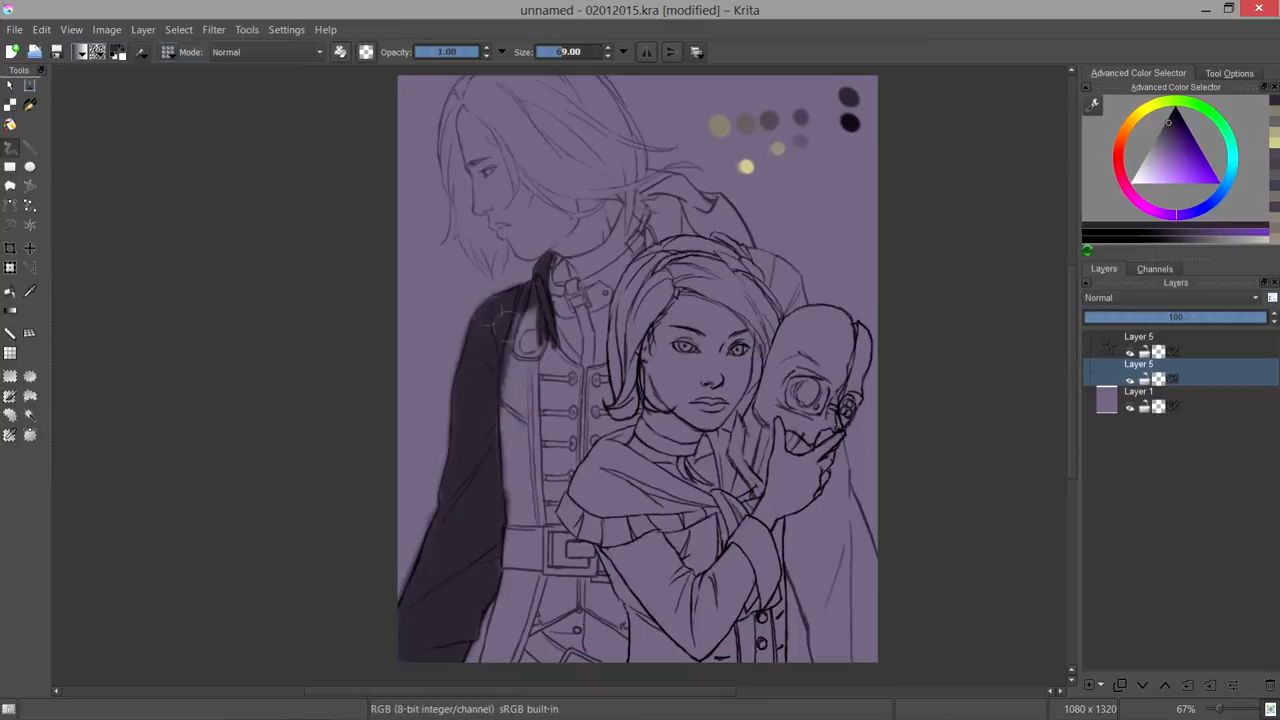 unnamed - 02012015.kra [modified] – Krita
File Edit View Image Layer Select Filter Tools Settings Help
Mode: Normal Opacity: 1.00 Size: 69.00
Tools
Advanced Color Selector Tool Options
Advanced Color Selector
Layers Channels
Layers
Normal
100
Layer 5
Layer 5
Layer 1
RGB (8-bit integer/channel) sRGB built-in 1080 x 1320 67%